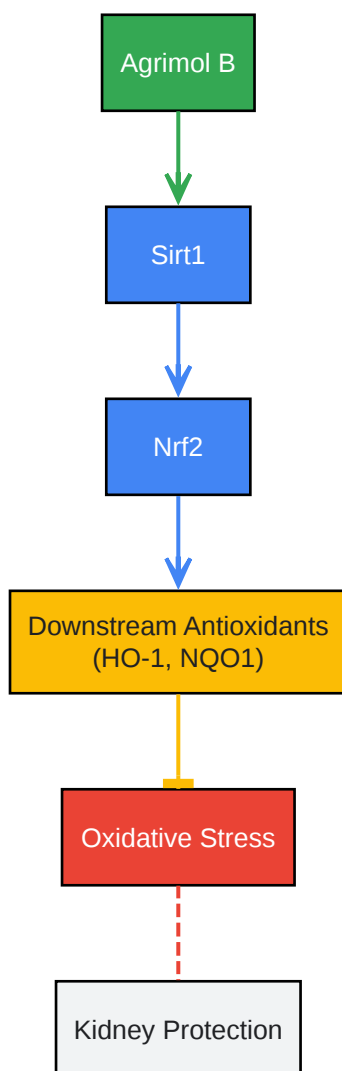 Agrimol B
Sirt1
Nrf2
Downstream Antioxidants
(HO-1, NQO1)
Oxidative Stress
Kidney Protection